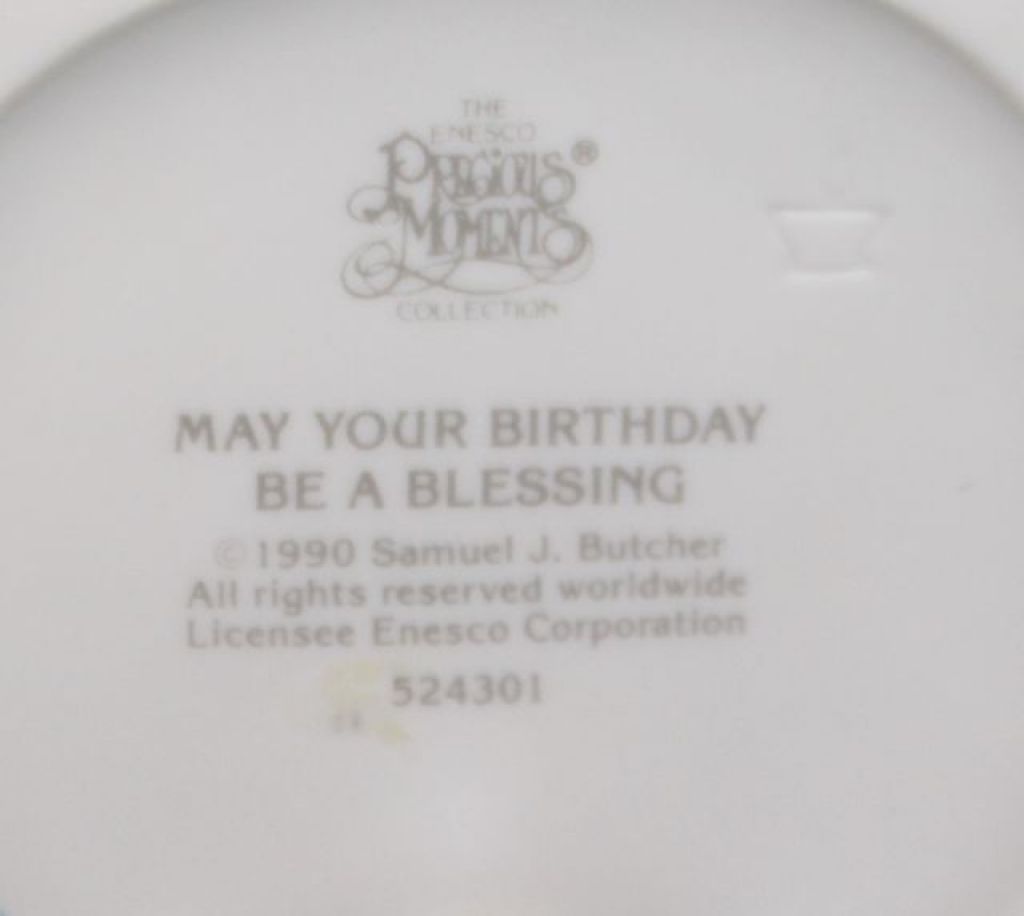 THE
ENESCO
PRECIOUS®
MOMENTS
COLLECTION
MAY YOUR BIRTHDAY
BE A BLESSING
©1990 Samuel J. Butcher
All rights reserved worldwide
Licensee Enesco Corporation
524301